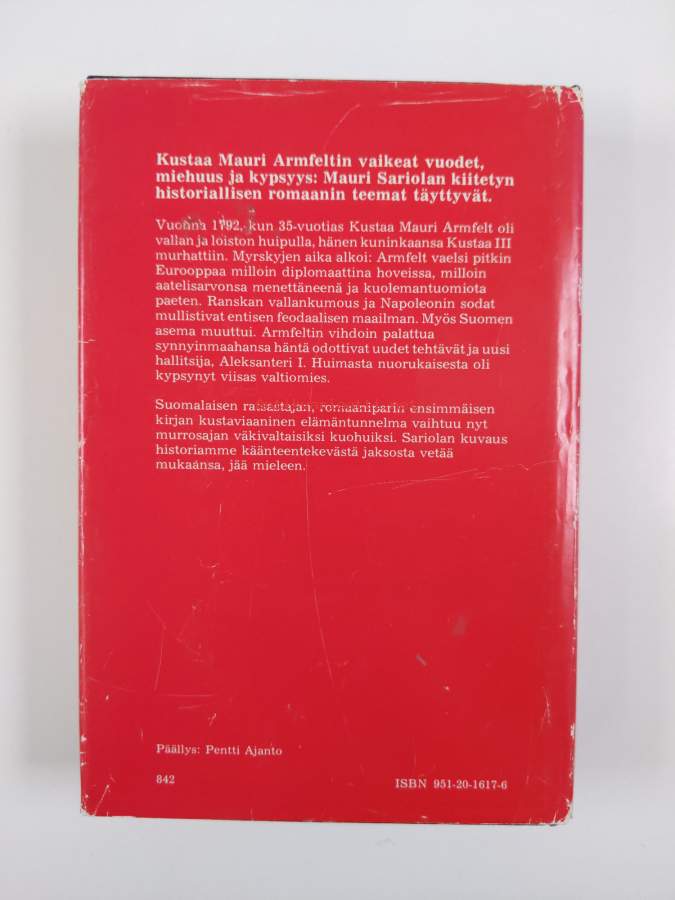 Kustaa Mauri Armfeltin vaikeat vuodet,
miehuus ja kypsyys: Mauri Sariolan kiitetyn
historiallisen romaanin teemat täyttyvät.
Vuonna 1792, kun 35-vuotias Kustaa Mauri Armfelt oli
vallan ja loiston huipulla, hänen kuninkaansa Kustaa III
murhattiin. Myrskyjen aika alkoi: Armfelt vaelsi pitkin
Eurooppaa milloin diplomaattina hoveissa, milloin
aatelisarvonsa menettäneenä ja kuolemantuomiota
paeten. Ranskan vallankumous ja Napoleonin sodat
mullistivat entisen feodaalisen maailman. Myös Suomen
asema muuttui. Armfeltin vihdoin palattua
synnyinmaahansa häntä odottivat uudet tehtävät ja uusi
hallitsija, Aleksanteri I. Huimasta nuorukaisesta oli
kypsynyt viisas valtiomies.
Suomalaisen rakastajan, romaaniparin ensimmäisen
kirjan kustaviaaninen elämäntunnelma vaihtuu nyt
murrosajan väkivaltaisiksi kuohuiksi. Sariolan kuvaus
historiamme käänteentekevästä jaksosta vetää
mukaansa, jää mieleen.
Päällys: Pentti Ajanto
842
ISBN 951-20-1617-6